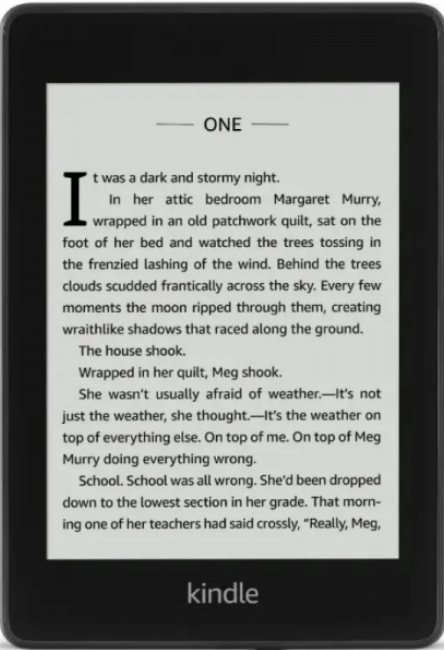 — ONE —
It was a dark and stormy night.
In her attic bedroom Margaret Murry,
wrapped in an old patchwork quilt, sat on the
foot of her bed and watched the trees tossing in
the frenzied lashing of the wind. Behind the trees
clouds scudded frantically across the sky. Every few
moments the moon ripped through them, creating
wraithlike shadows that raced along the ground.
The house shook.
Wrapped in her quilt, Meg shook.
She wasn't usually afraid of weather.—It's not
just the weather, she thought.—It's the weather on
top of everything else. On top of me. On top of Meg
Murry doing everything wrong.
School. School was all wrong. She'd been dropped
down to the lowest section in her grade. That morn-
ing one of her teachers had said crossly, “Really, Meg,
kindle